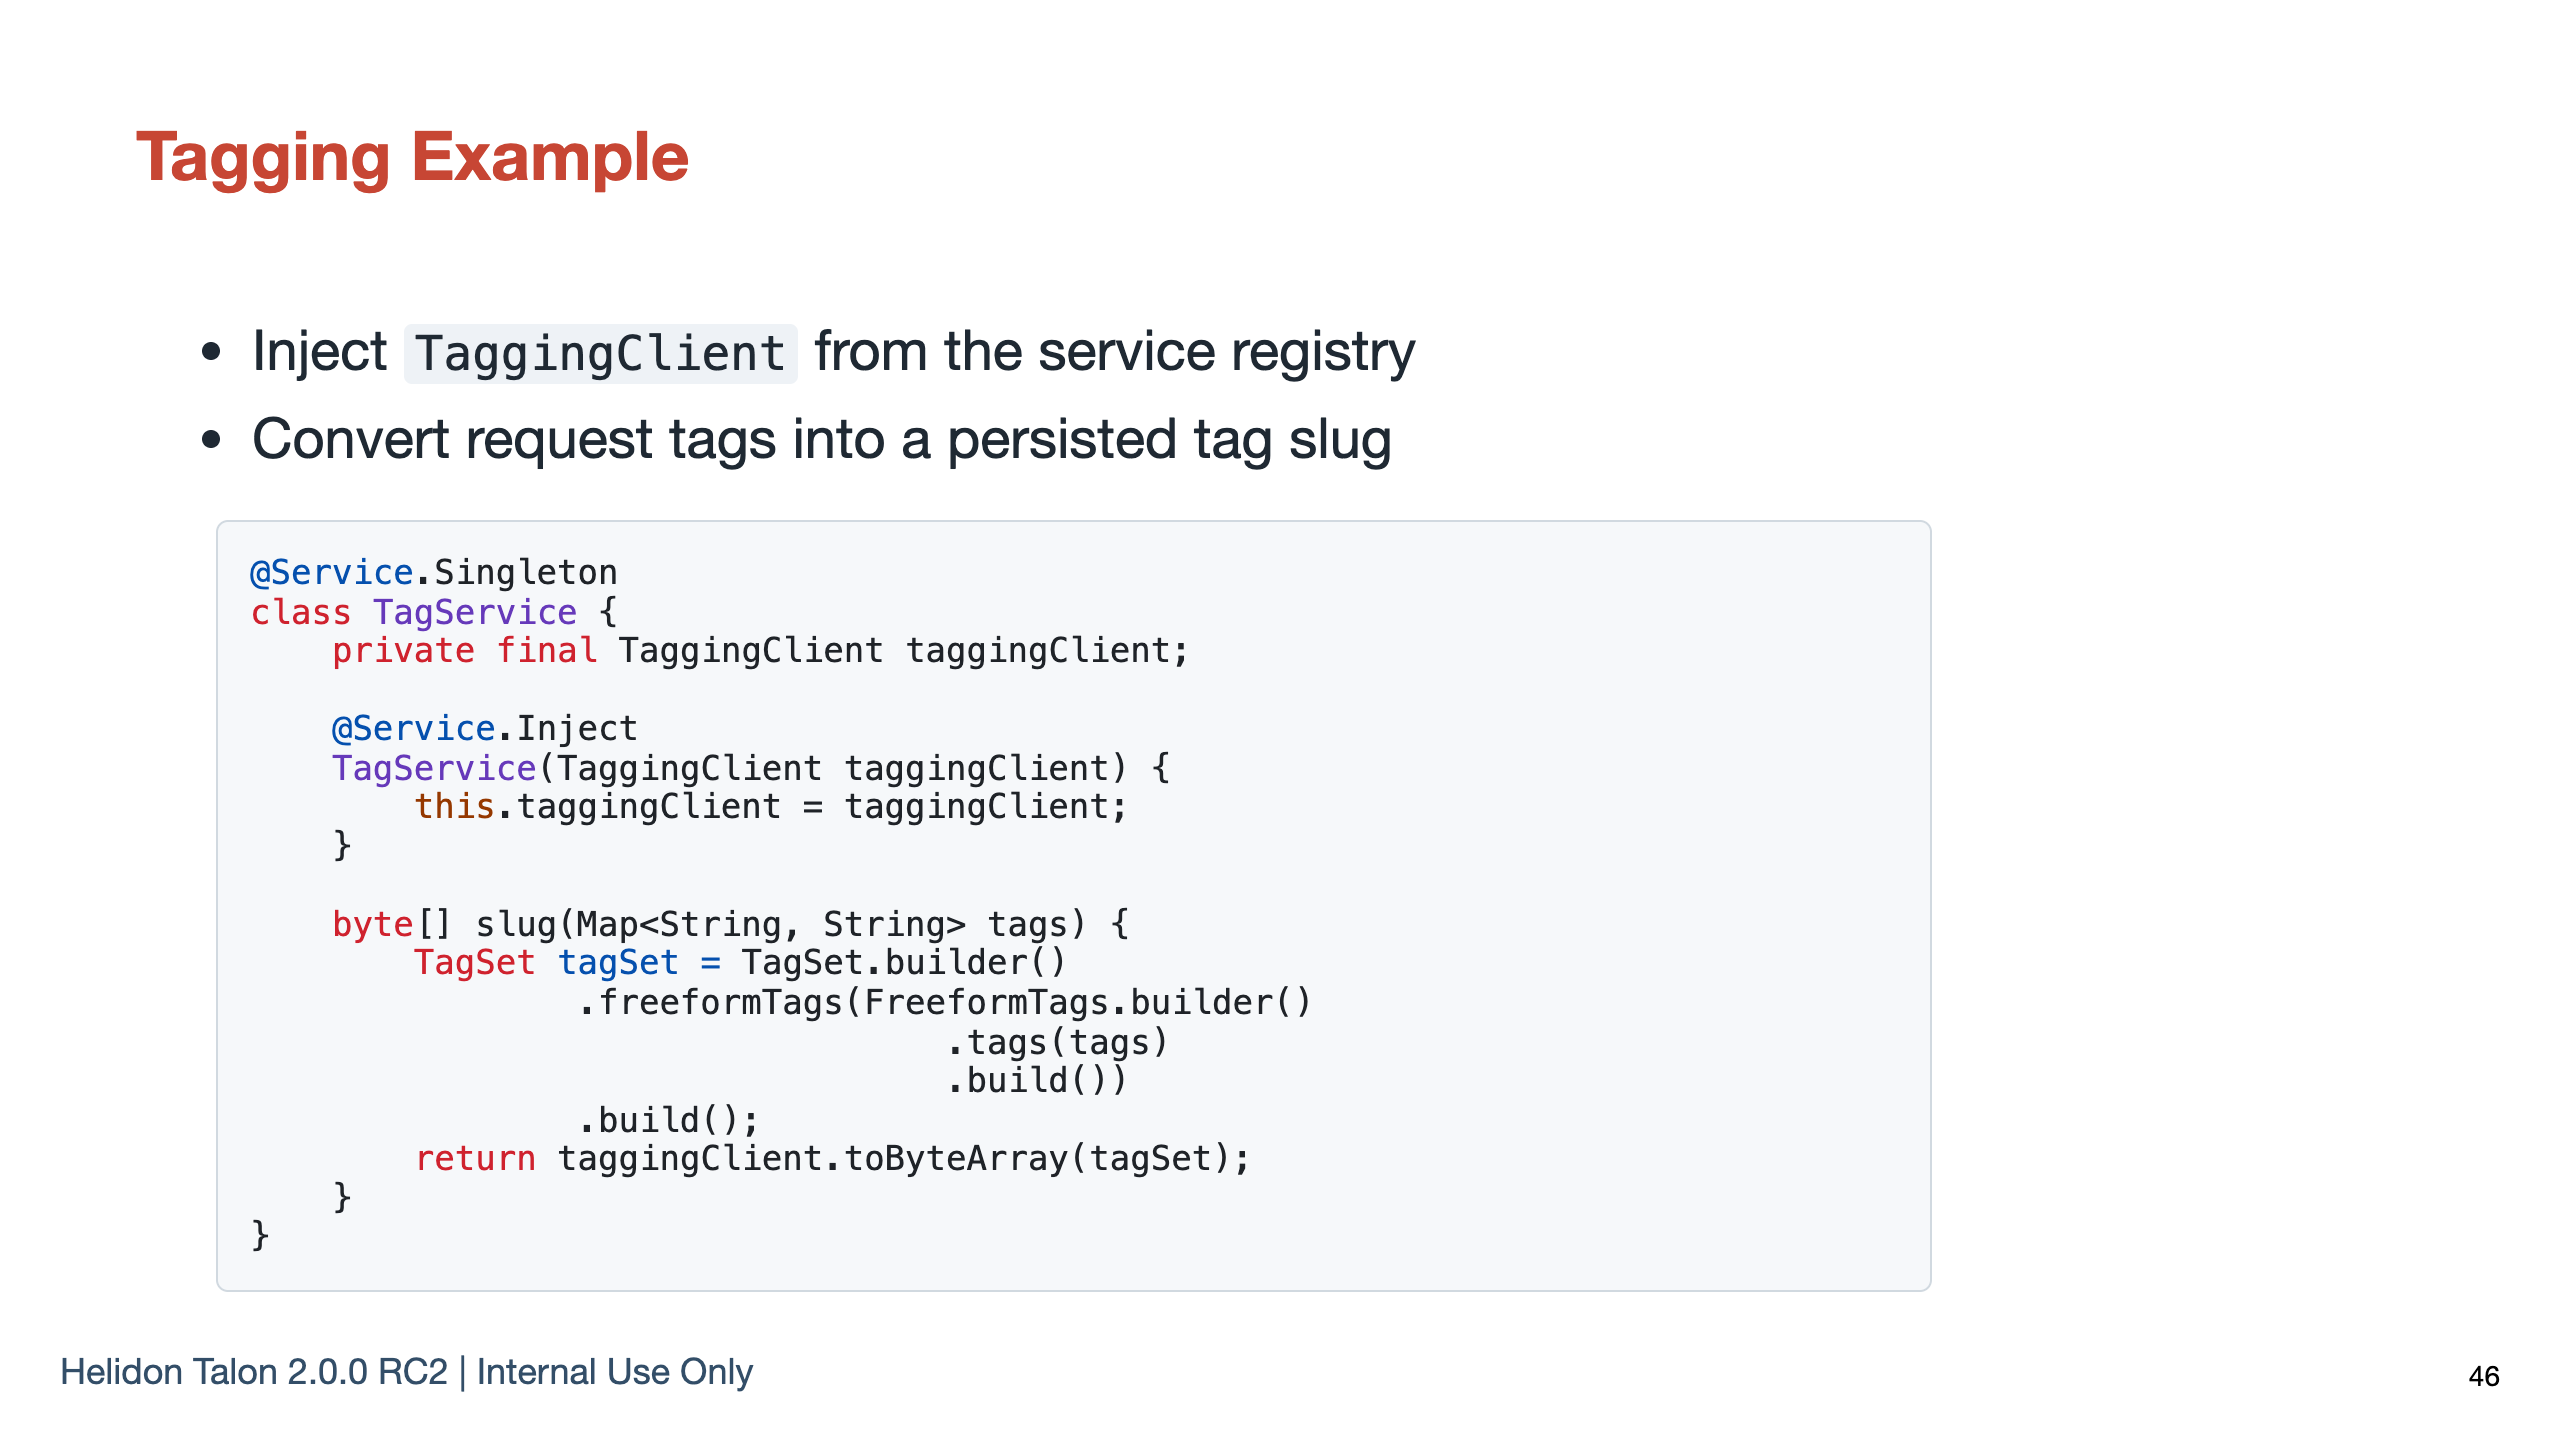 Tagging Example
• Inject TaggingClient from the service registry
• Convert request tags into a persisted tag slug
@Service.Singleton
class TagService {
    private final TaggingClient taggingClient;

    @Service.Inject
    TagService(TaggingClient taggingClient) {
        this.taggingClient = taggingClient;
    }

    byte[] slug(Map<String, String> tags) {
        TagSet tagSet = TagSet.builder()
                .freeformTags(FreeformTags.builder()
                                  .tags(tags)
                                  .build())
                .build();
        return taggingClient.toByteArray(tagSet);
    }
}
Helidon Talon 2.0.0 RC2 | Internal Use Only
46